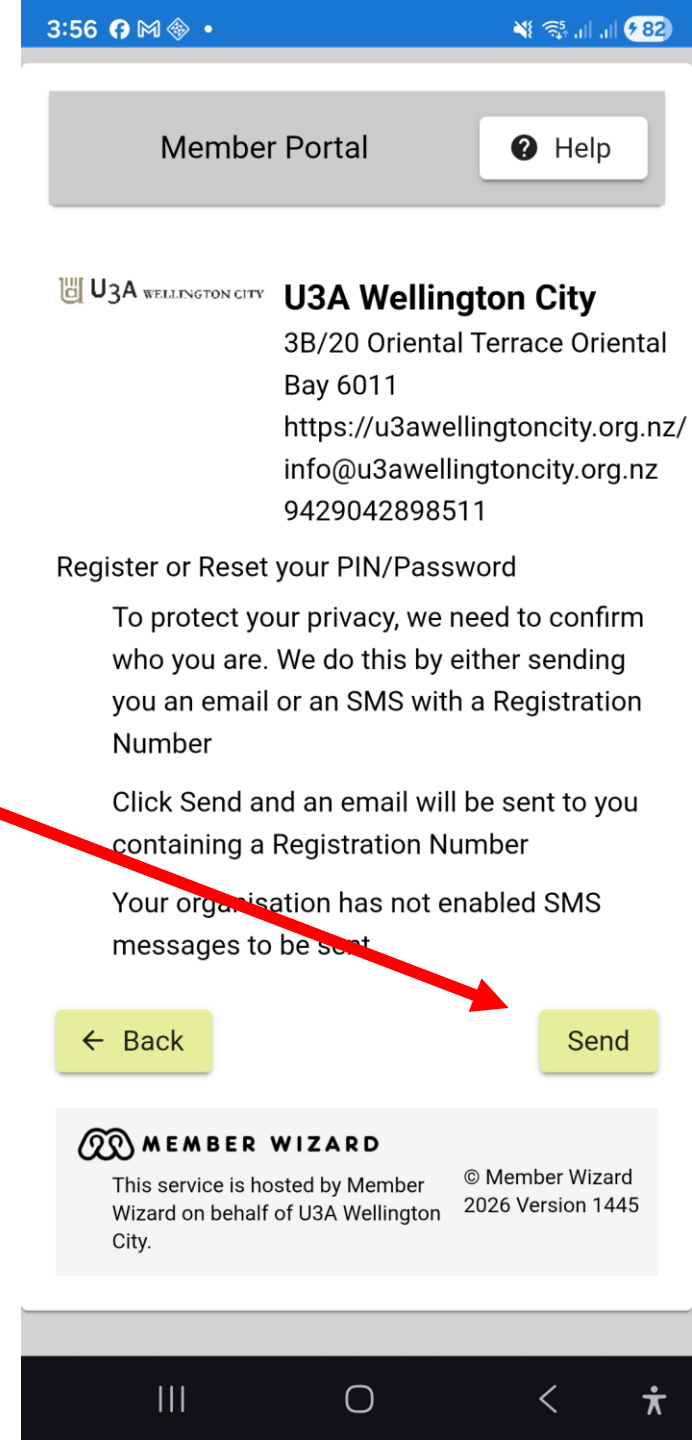 3:56
82
Member Portal
Help
U3A WELLINGTON CITY
U3A Wellington City
3B/20 Oriental Terrace Oriental
Bay 6011
https://u3awellingtoncity.org.nz/
info@u3awellingtoncity.org.nz
9429042898511
Register or Reset your PIN/Password
To protect your privacy, we need to confirm
who you are. We do this by either sending
you an email or an SMS with a Registration
Number
Click Send and an email will be sent to you
containing a Registration Number
Your organisation has not enabled SMS
messages to be sent
← Back
Send
MEMBER WIZARD
This service is hosted by Member
Wizard on behalf of U3A Wellington
City.
© Member Wizard
2026 Version 1445